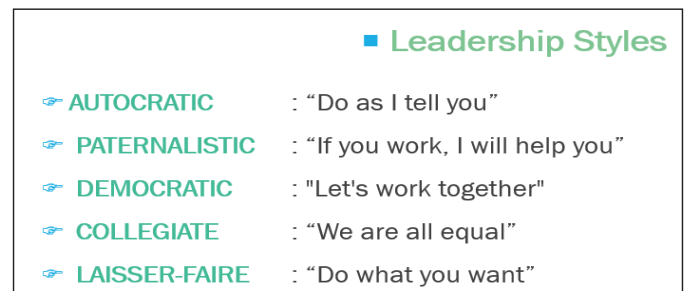 Leadership Styles
AUTOCRATIC : “Do as I tell you”
PATERNALISTIC : “If you work, I will help you”
DEMOCRATIC : "Let's work together"
COLLEGIATE : “We are all equal”
LAISSER-FAIRE : “Do what you want”